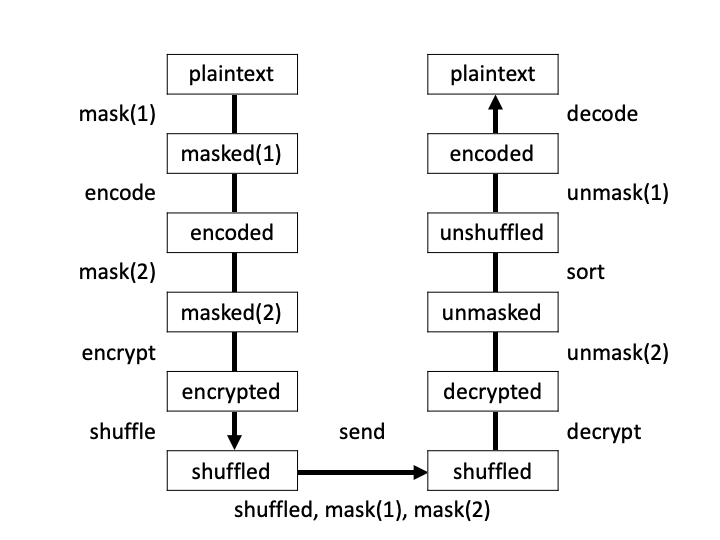 plaintext
mask(1)
masked(1)
encode
encoded
mask(2)
masked(2)
encrypt
encrypted
shuffle
shuffled
send
shuffled, mask(1), mask(2)
plaintext
decode
encoded
unmask(1)
unshuffled
sort
unmasked
unmask(2)
decrypted
decrypt
shuffled